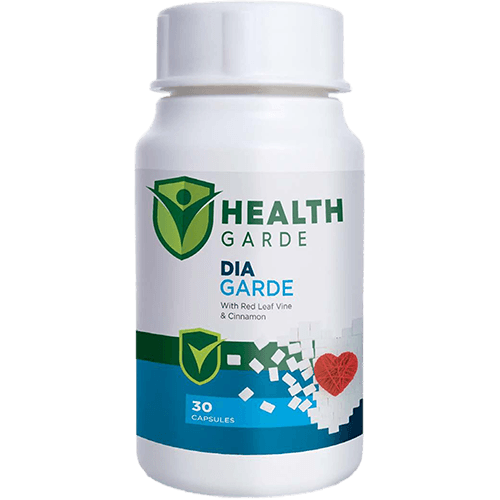 HEALTH
GARDE
DIA
GARDE
With Red Leaf Vine
& Cinnamon
30
CAPSULES